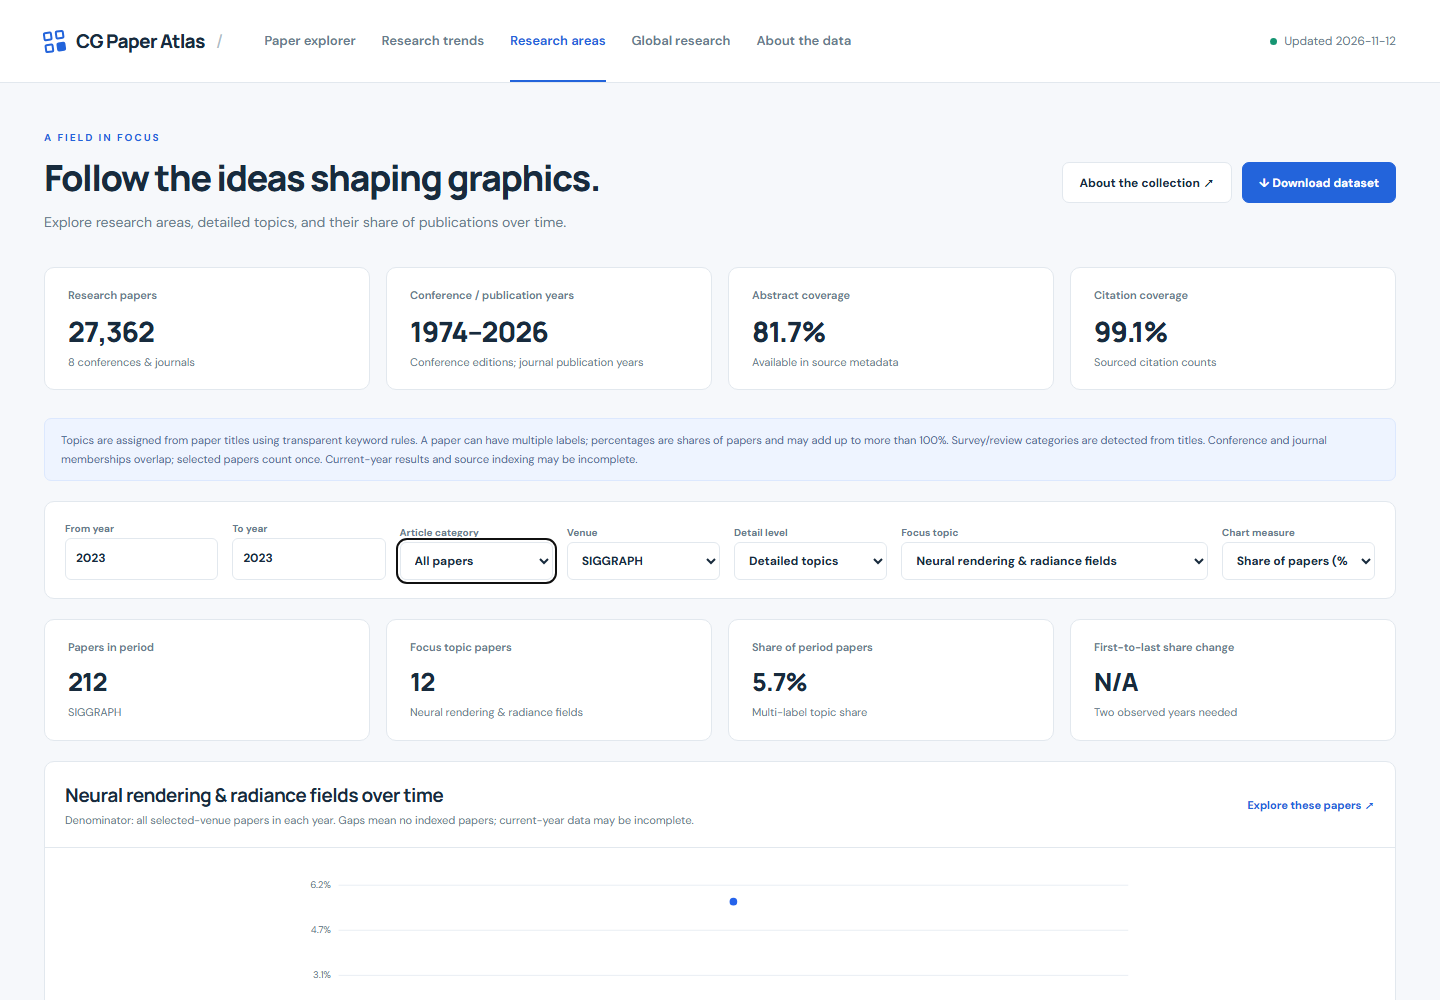 CG Paper Atlas /
Paper explorer
Research trends
Research areas
Global research
About the data
Updated 2026-11-12
A FIELD IN FOCUS
Follow the ideas shaping graphics.
Explore research areas, detailed topics, and their share of publications over time.
About the collection ↗
↓ Download dataset
Research papers
27,362
8 conferences & journals
Conference / publication years
1974–2026
Conference editions; journal publication years
Abstract coverage
81.7%
Available in source metadata
Citation coverage
99.1%
Sourced citation counts
Topics are assigned from paper titles using transparent keyword rules. A paper can have multiple labels; percentages are shares of papers and may add up to more than 100%. Survey/review categories are detected from titles. Conference and journal
memberships overlap; selected papers count once. Current-year results and source indexing may be incomplete.
From year
2023
To year
2023
Article category
All papers
Venue
SIGGRAPH
Detail level
Detailed topics
Focus topic
Neural rendering & radiance fields
Chart measure
Share of papers (%
Papers in period
212
SIGGRAPH
Focus topic papers
12
Neural rendering & radiance fields
Share of period papers
5.7%
Multi-label topic share
First-to-last share change
N/A
Two observed years needed
Neural rendering & radiance fields over time
Denominator: all selected-venue papers in each year. Gaps mean no indexed papers; current-year data may be incomplete.
Explore these papers ↗
6.2%
4.7%
3.1%